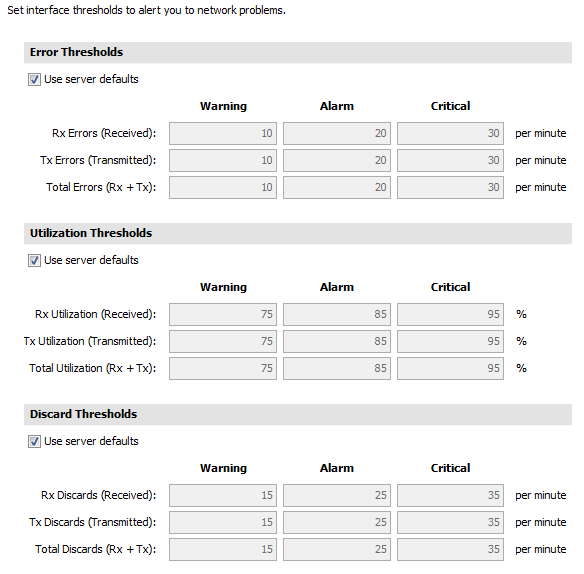 Set interface thresholds to alert you to network problems.
Error Thresholds
Use server defaults
Warning Alarm Critical
Rx Errors (Received): 10 20 30 per minute
Tx Errors (Transmitted): 10 20 30 per minute
Total Errors (Rx + Tx): 10 20 30 per minute
Utilization Thresholds
Use server defaults
Warning Alarm Critical
Rx Utilization (Received): 75 85 95 %
Tx Utilization (Transmitted): 75 85 95 %
Total Utilization (Rx + Tx): 75 85 95 %
Discard Thresholds
Use server defaults
Warning Alarm Critical
Rx Discards (Received): 15 25 35 per minute
Tx Discards (Transmitted): 15 25 35 per minute
Total Discards (Rx + Tx): 15 25 35 per minute